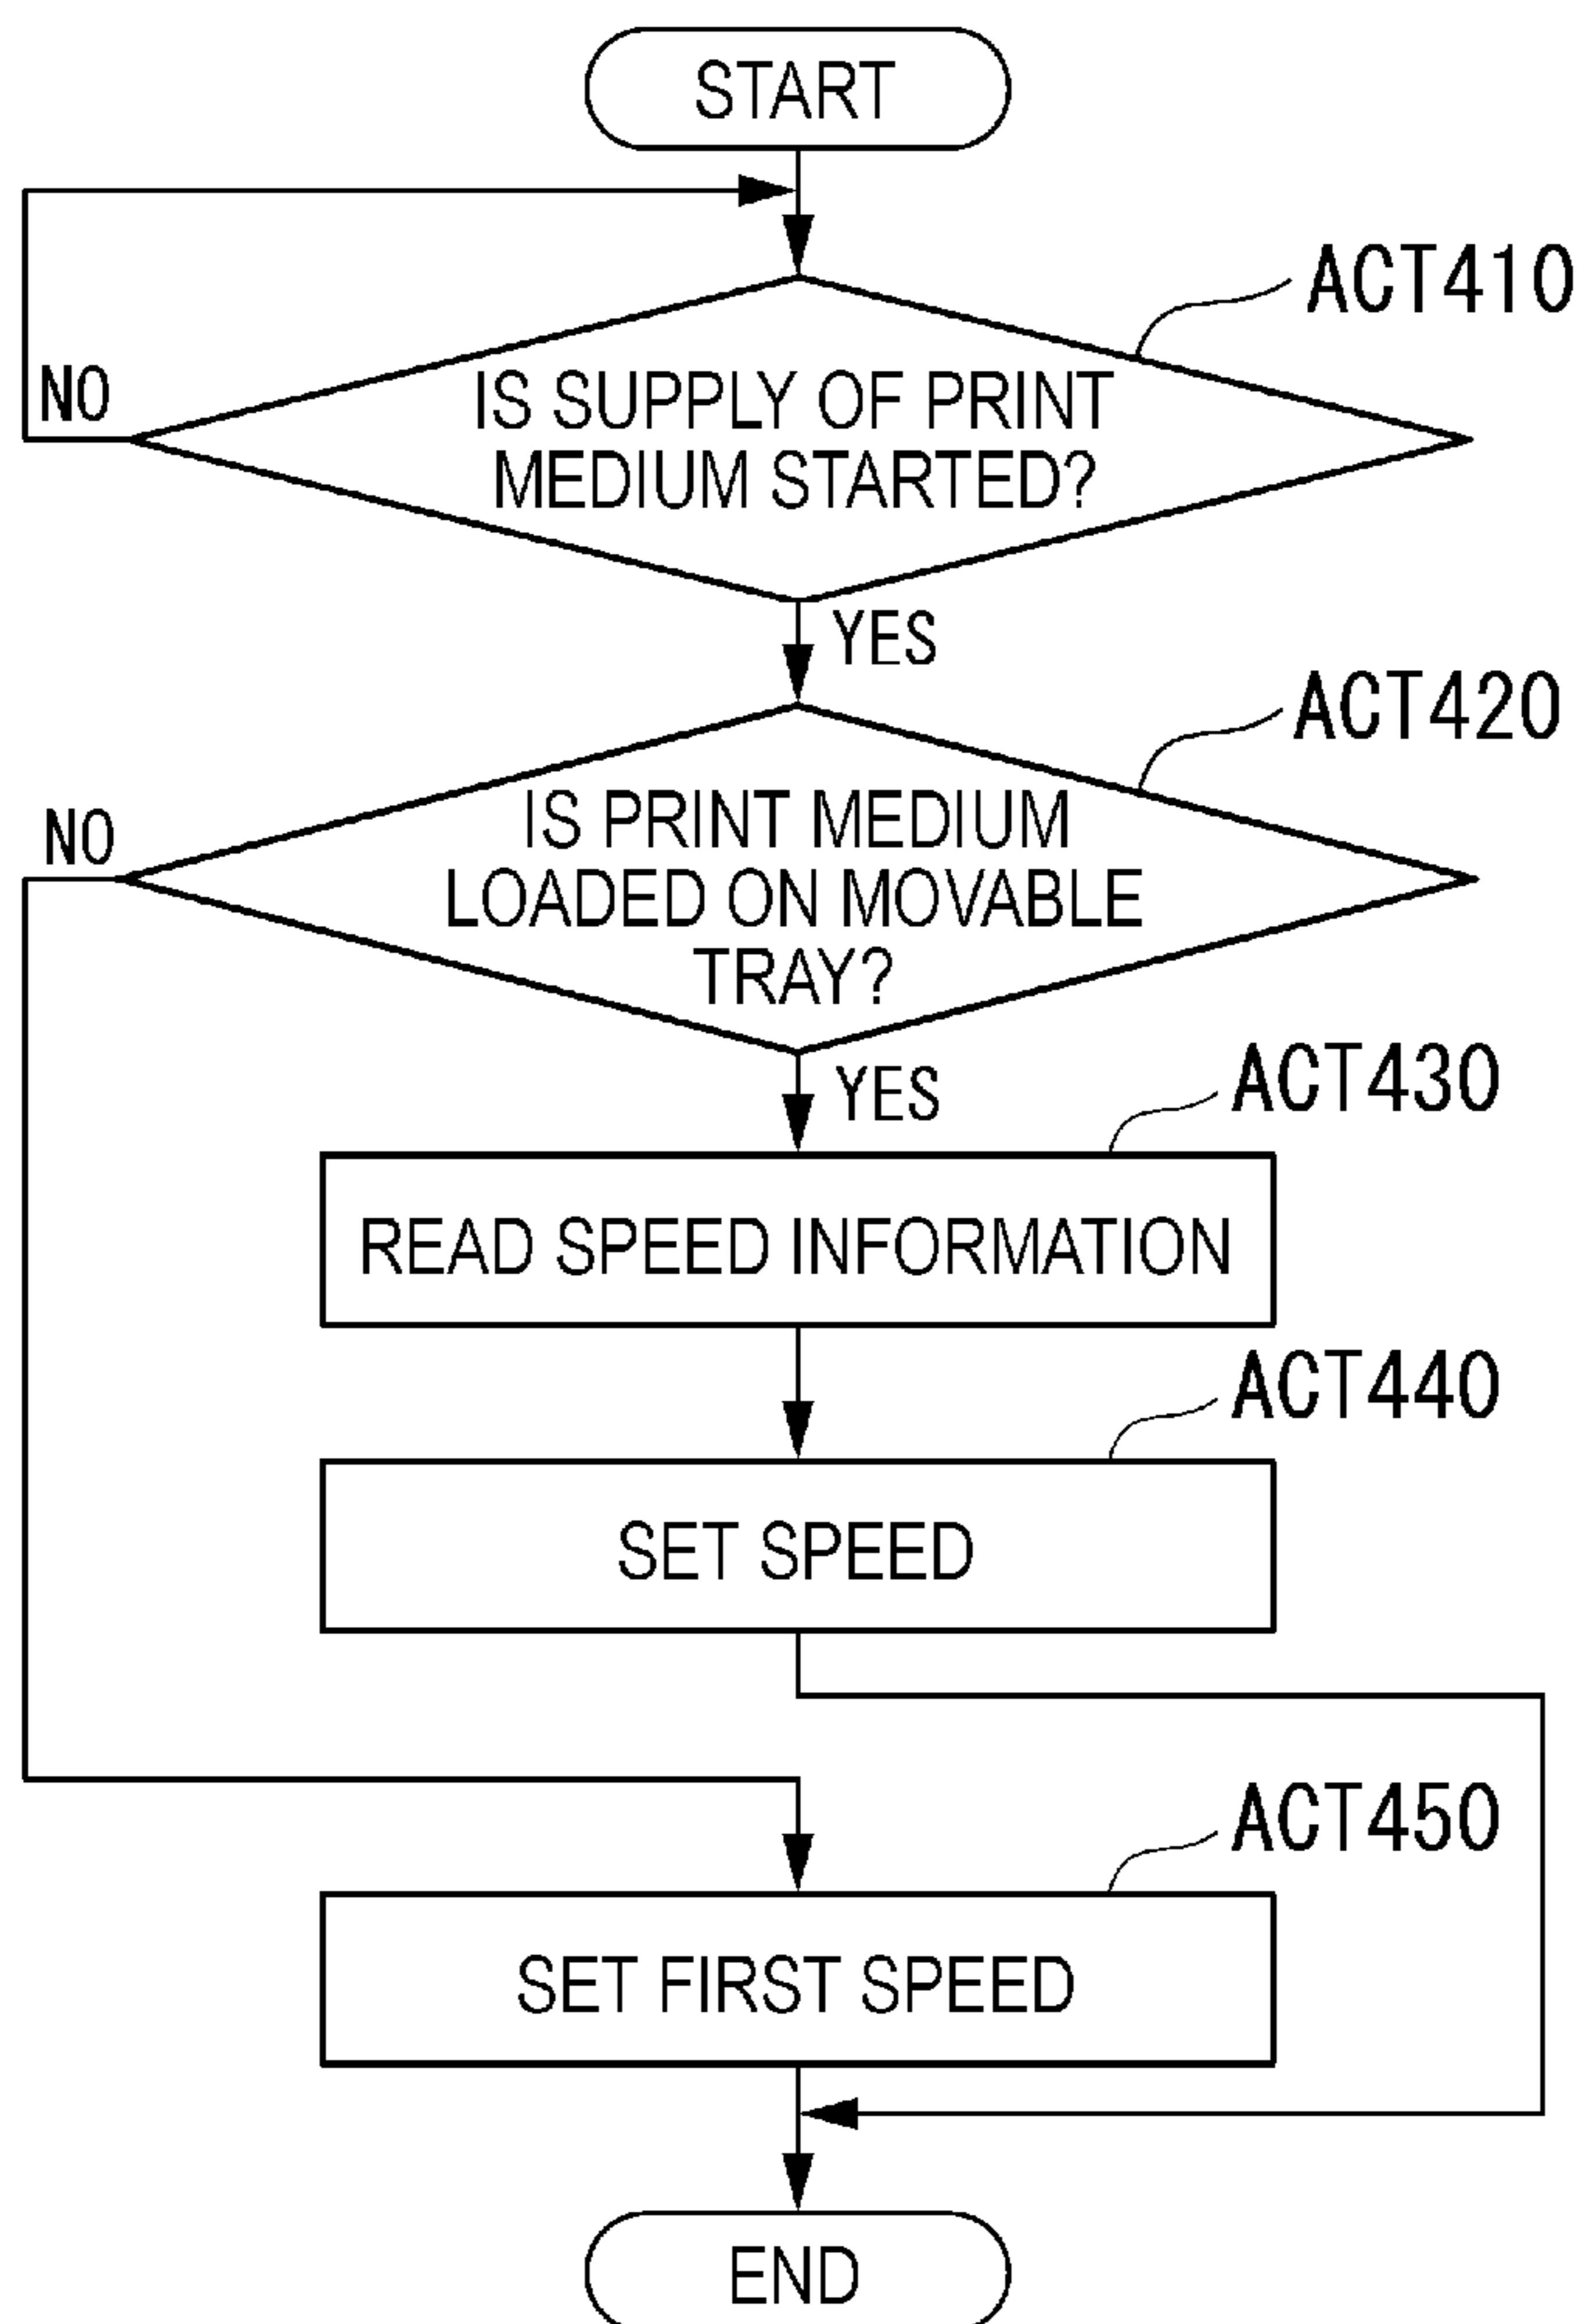 START
ACT410
NO
IS SUPPLY OF PRINT
MEDIUM STARTED?
YES
ACT420
NO
IS PRINT MEDIUM
LOADED ON MOVABLE
TRAY?
YES
ACT430
READ SPEED INFORMATION
ACT440
SET SPEED
ACT450
SET FIRST SPEED
END